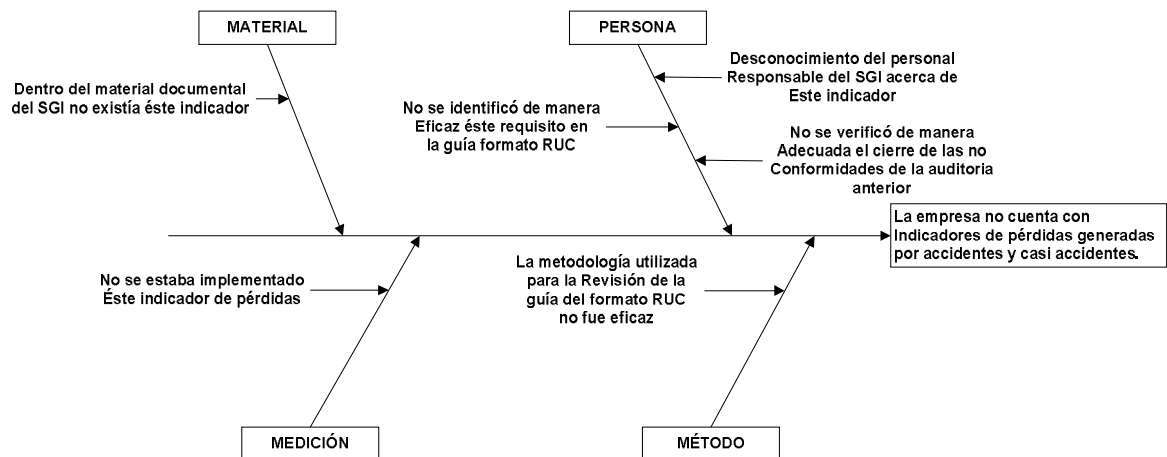 MATERIAL
PERSONA
Dentro del material documental
del SGI no existía éste indicador
Desconocimiento del personal
Responsable del SGI acerca de
Este indicador
No se identificó de manera
Eficaz éste requisito en
la guía formato RUC
No se verificó de manera
Adecuada el cierre de las no
Conformidades de la auditoria
anterior
La empresa no cuenta con
Indicadores de pérdidas generadas
por accidentes y casi accidentes.
No se estaba implementado
Éste indicador de pérdidas
La metodología utilizada
para la Revisión de la
guía del formato RUC
no fue eficaz
MEDICIÓN
MÉTODO